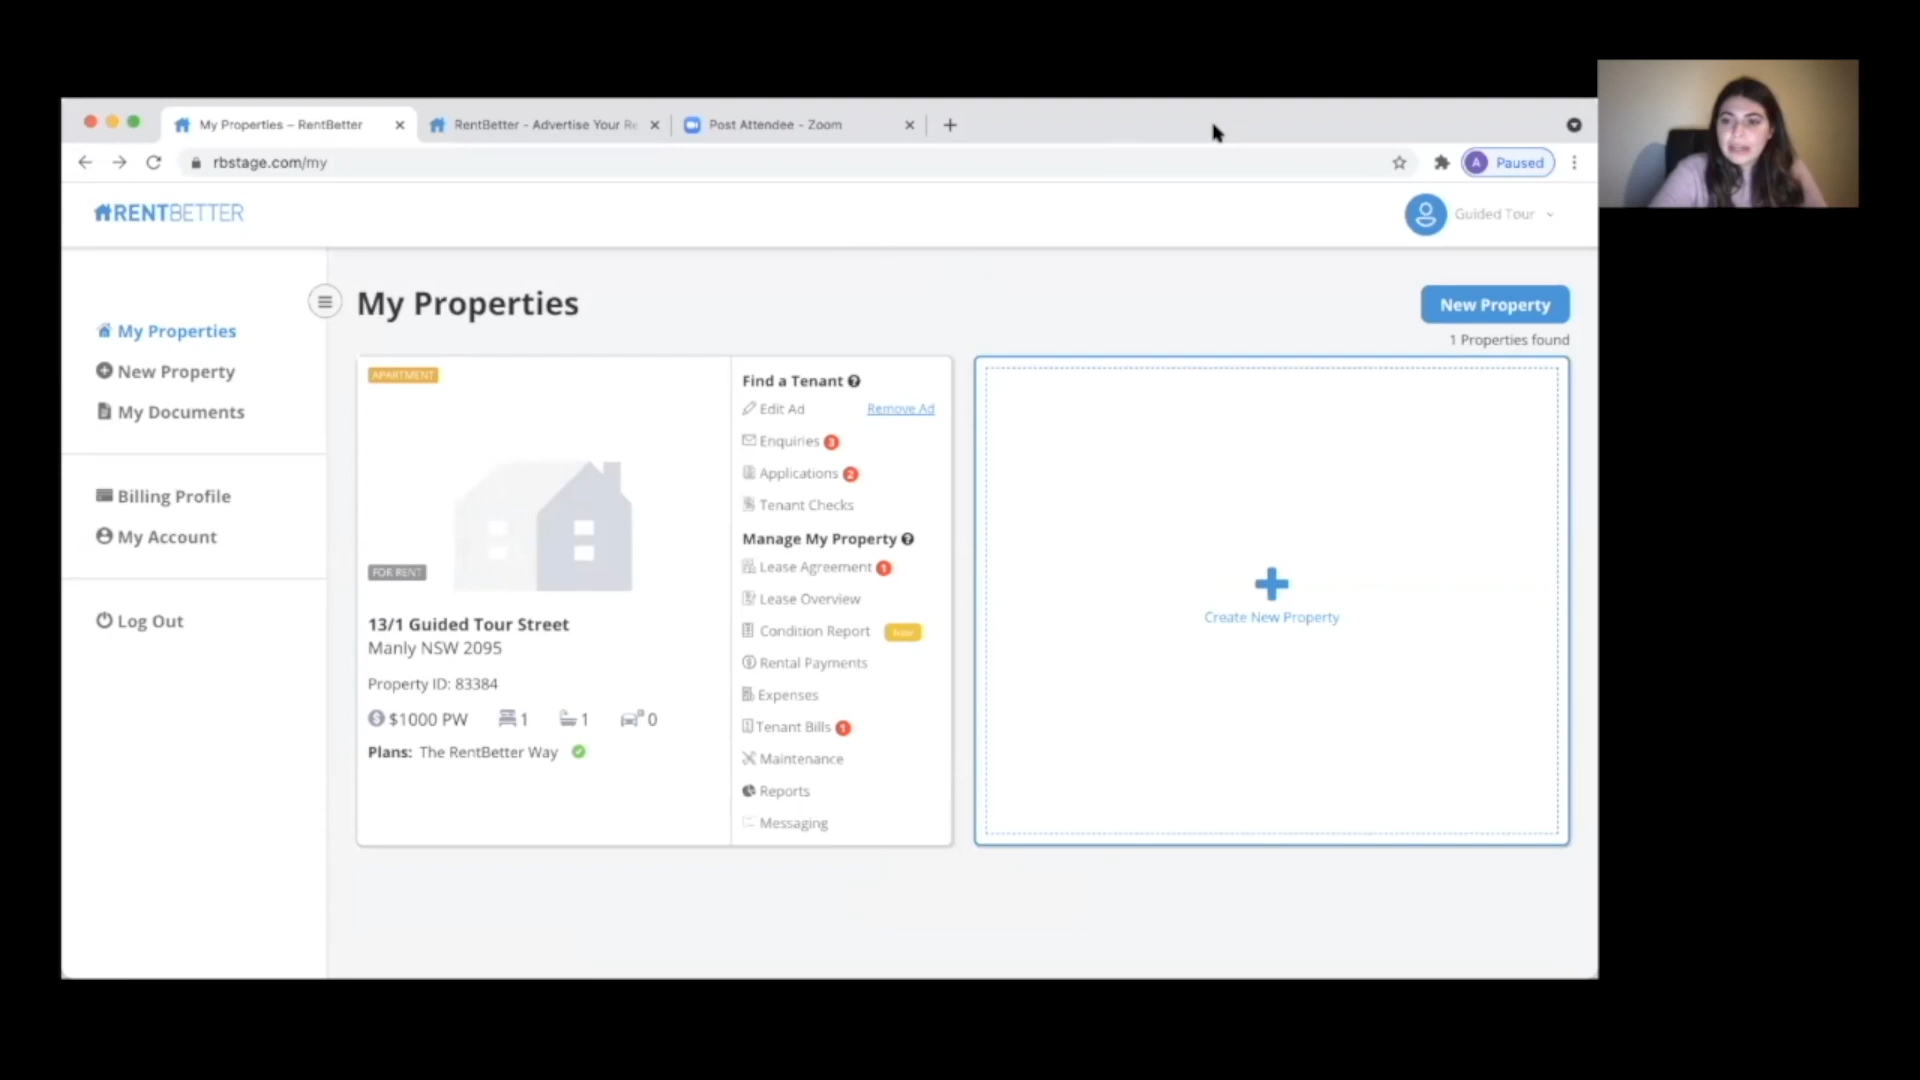 My Properties – RentBetter
RentBetter - Advertise Your Re
Post Attendee - Zoom
rbstage.com/my
A Paused
RENTBETTER
Guided Tour
My Properties
New Property
My Documents
Billing Profile
My Account
Log Out
My Properties
New Property
1 Properties found
APARTMENT
FOR RENT
13/1 Guided Tour Street
Manly NSW 2095
Property ID: 83384
$1000 PW 1 1 0
Plans: The RentBetter Way
Find a Tenant
Edit Ad Remove Ad
Enquiries 3
Applications 2
Tenant Checks
Manage My Property
Lease Agreement 1
Lease Overview
Condition Report New
Rental Payments
Expenses
Tenant Bills 1
Maintenance
Reports
Messaging
Create New Property